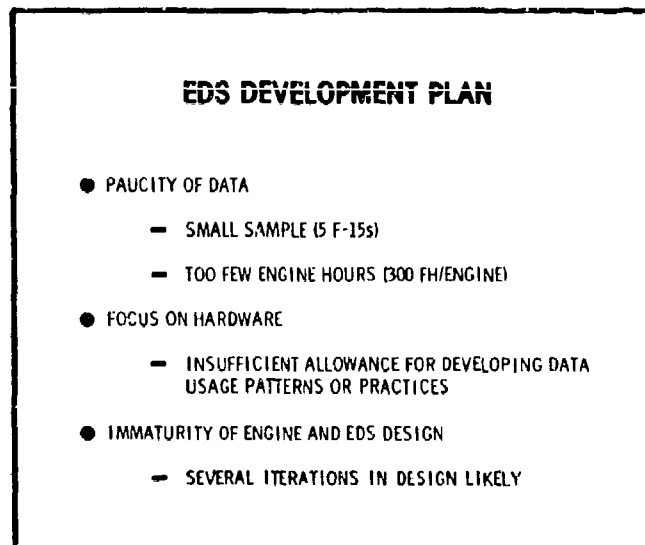 EDS DEVELOPMENT PLAN
● PAUCITY OF DATA
— SMALL SAMPLE (5 F-15s)
— TOO FEW ENGINE HOURS (300 FH/ENGINE)
● FOCUS ON HARDWARE
— INSUFFICIENT ALLOWANCE FOR DEVELOPING DATA
USAGE PATTERNS OR PRACTICES
● IMMATURITY OF ENGINE AND EDS DESIGN
— SEVERAL ITERATIONS IN DESIGN LIKELY